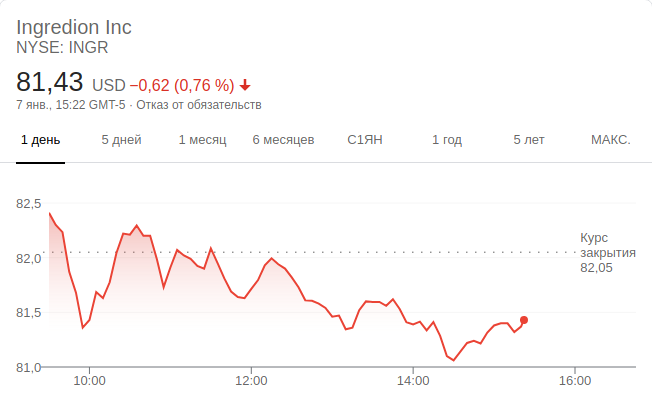 Ingredion Inc
NYSE: INGR
81,43 USD −0,62 (0,76 %)
7 янв., 15:22 GMT-5 · Отказ от обязательств
1 день 5 дней 1 месяц 6 месяцев С1ЯН 1 год 5 лет МАКС.
82,5
82,0
81,5
81,0
Курс
закрытия
82,05
10:00 12:00 14:00 16:00